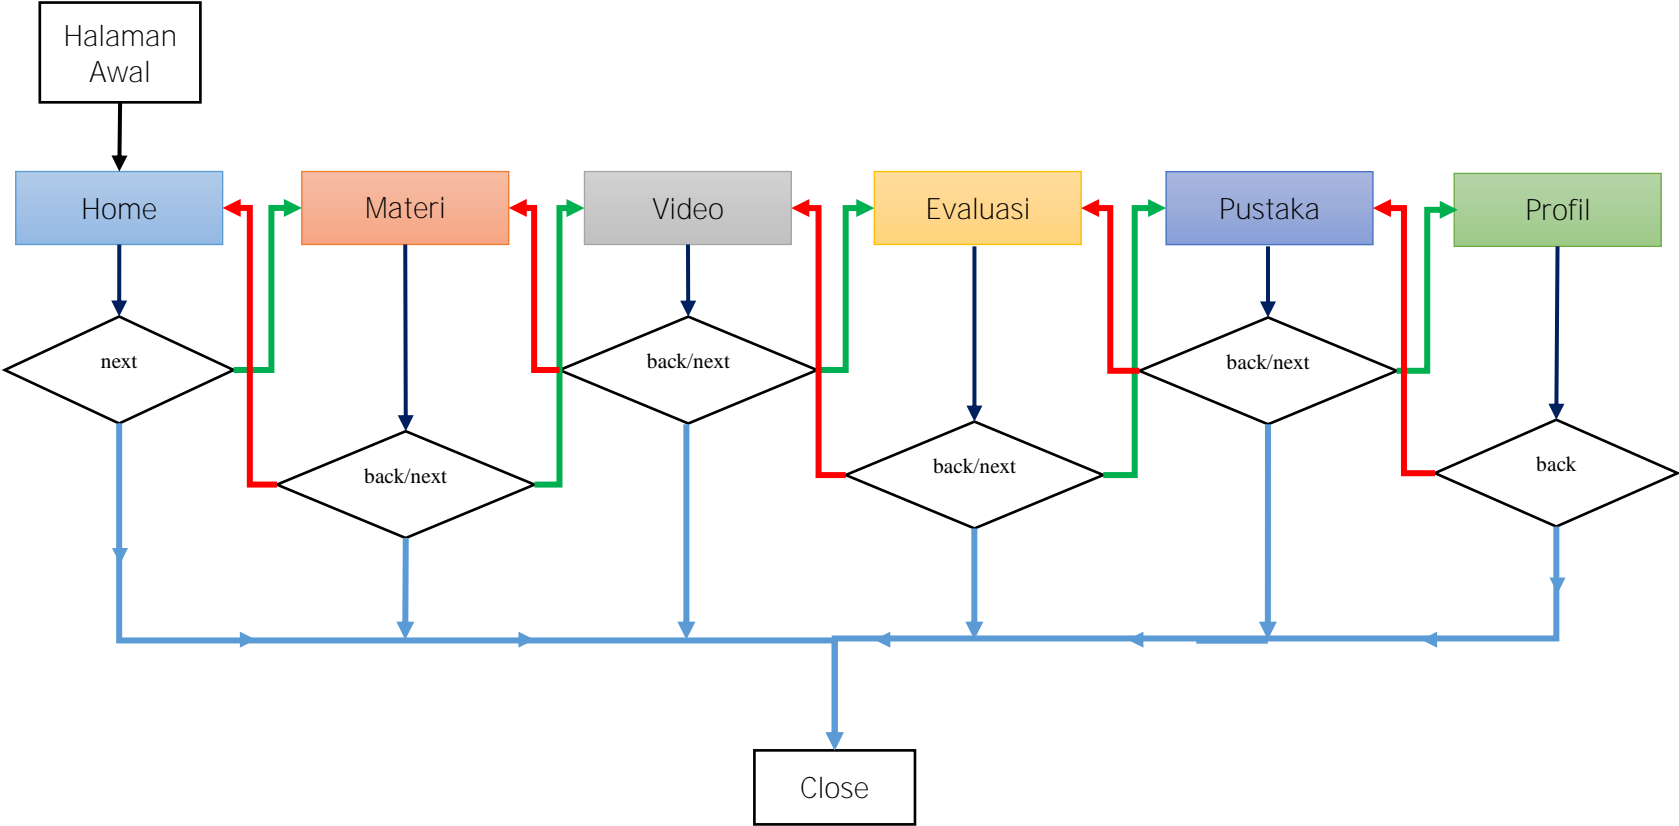 Halaman
Awal
Home
Materi
Video
Evaluasi
Pustaka
Profil
next
back/next
back/next
back/next
back/next
back
Close